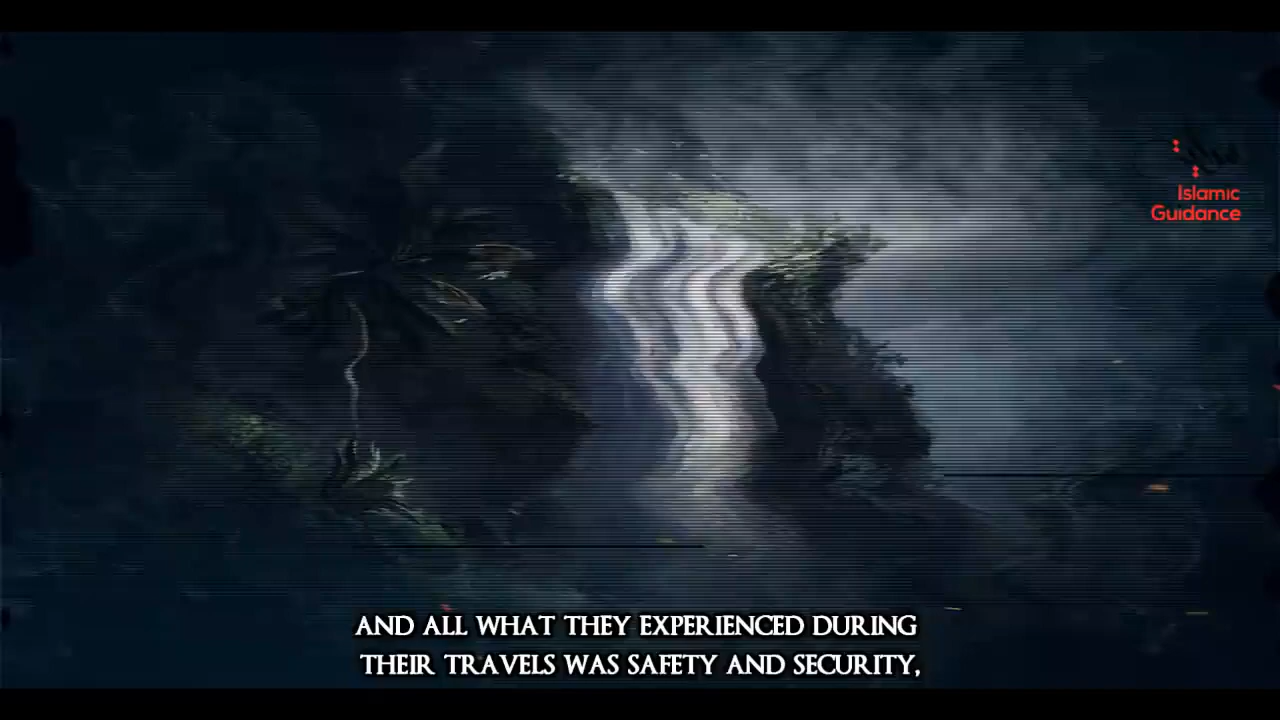 Islamic
Guidance
AND ALL WHAT THEY EXPERIENCED DURING
THEIR TRAVELS WAS SAFETY AND SECURITY,